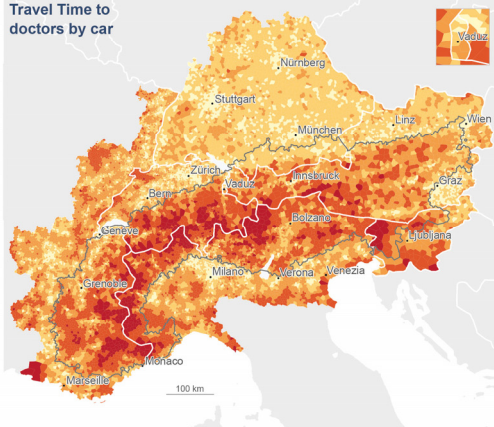 Travel Time to
doctors by car
Vaduz
Nürnberg
Stuttgart
Linz
Wien
München
Zürich
Innsbruck
Vaduz
Graz
Bern
Bolzano
Genève
Ljubljana
Milano
Verona
Venezia
Grenoble
Monaco
Marseille
100 km